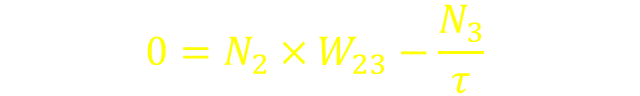 0 = N₂ × W₂₃ − N₃/τ